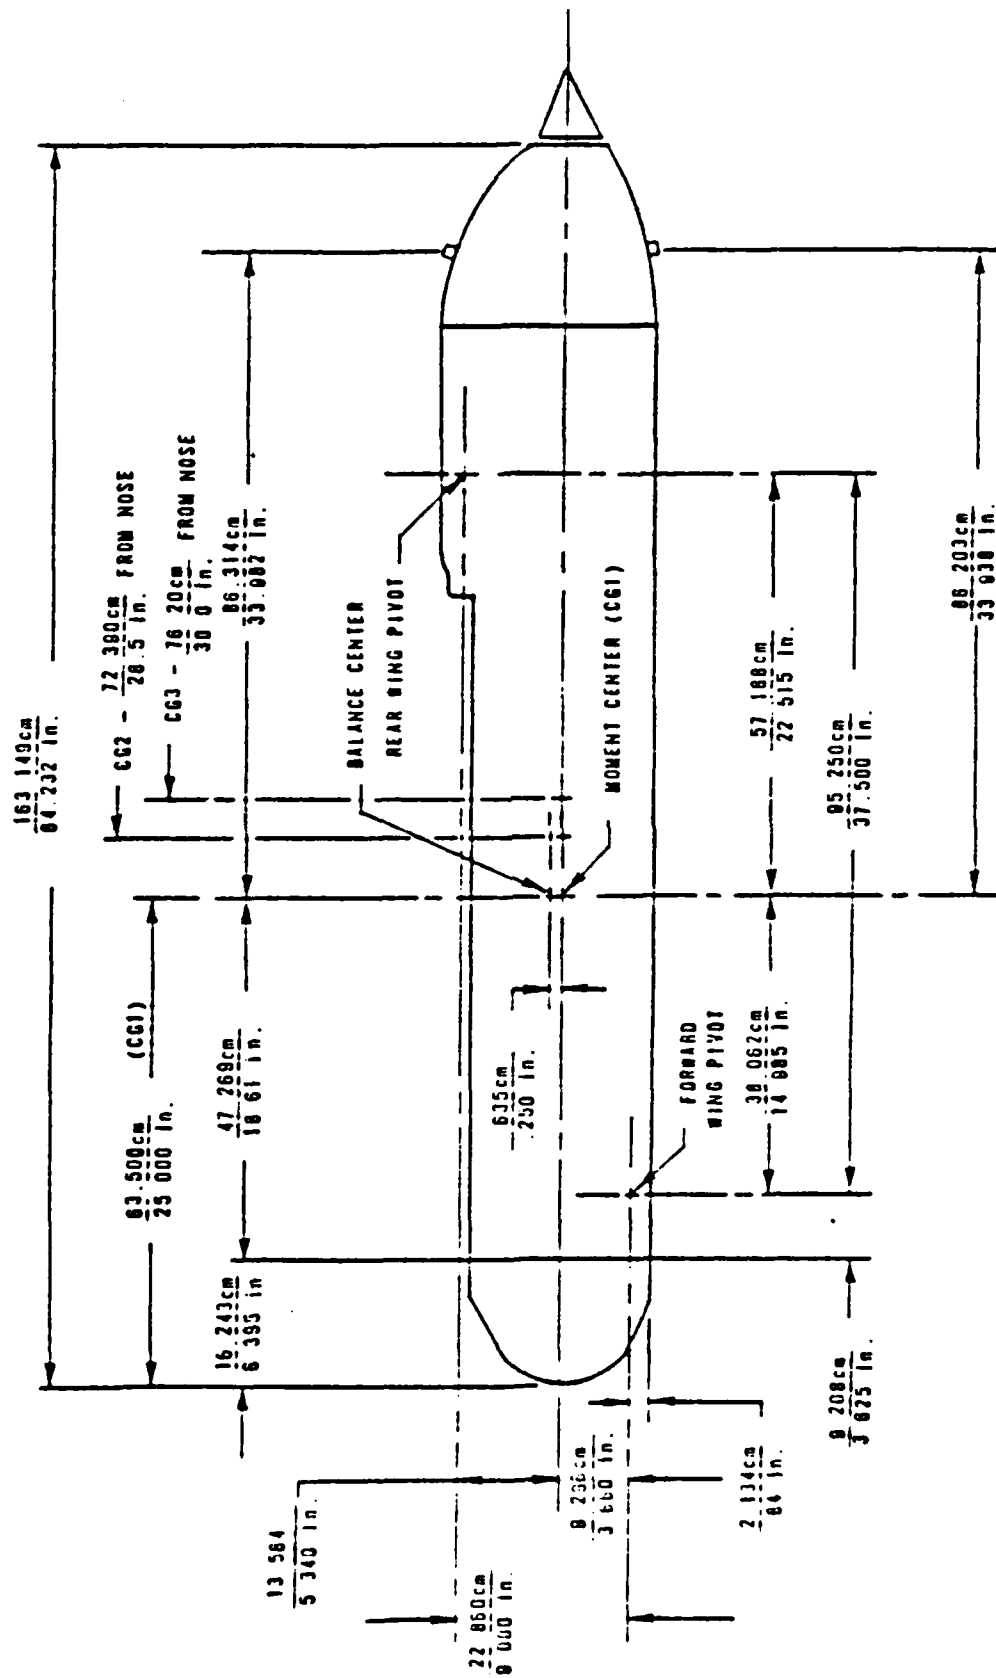 163 149cm
64.232 In.
CG2 - 72 390cm FROM NOSE
28.5 In.
CG3 - 76 20cm FROM NOSE
30 0 In.
86.314cm
33.982 In.
(CG1)
63.500cm
25 000 In.
47 269cm
18 61 in.
16.243cm
6 395 in
BALANCE CENTER
REAR WING PIVOT
MOMENT CENTER (CG1)
635cm
.250 in.
FORWARD
WING PIVOT
57 188cm
22 515 In.
38 062cm
14 985 In.
95 250cm
37.500 In.
86 203cm
33 938 In.
9 208cm
3 625 In.
2 134cm
84 in.
13 564
5 340 In.
22 860cm
9 000 In.